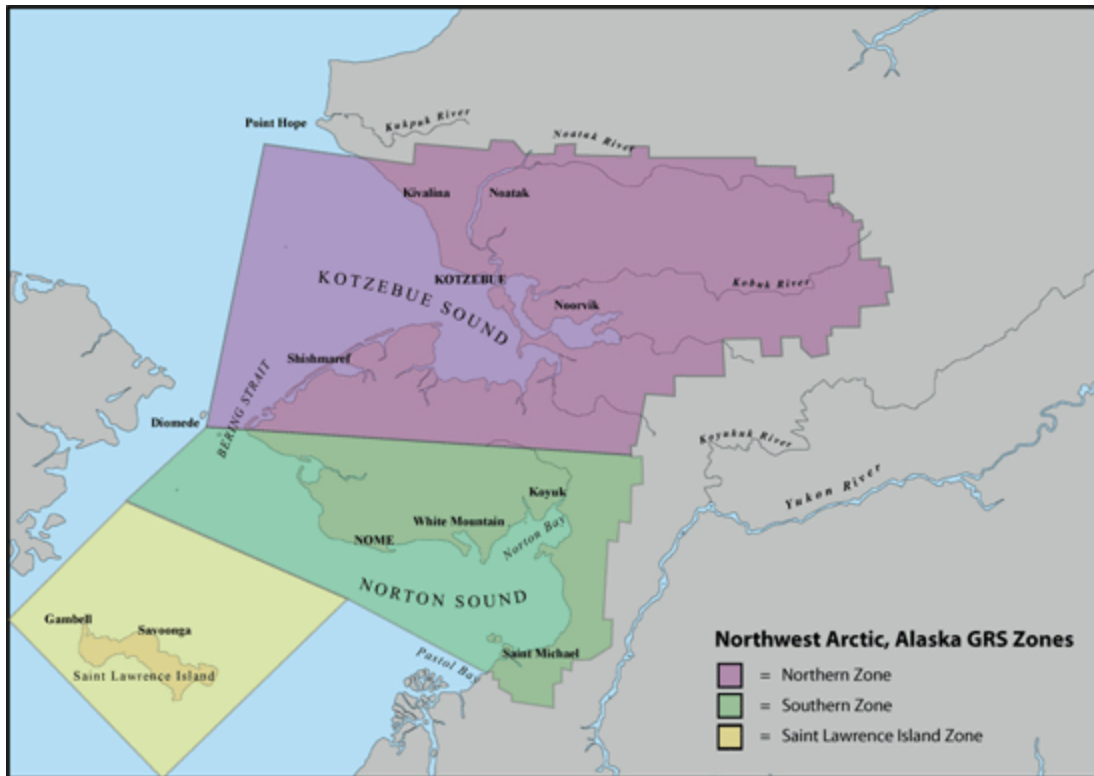 Point Hope
Kukpuk River
Noatak River
Kivalina
Noatak
KOTZEBUE
KOTZEBUE SOUND
Kobuk River
Noorvik
Shishmaref
BERING STRAIT
Diomede
Koyukuk River
Yukon River
Koyuk
White Mountain
Norton Bay
NOME
NORTON SOUND
Gambell
Savoonga
Saint Lawrence Island
Saint Michael
Pastol Bay
Northwest Arctic, Alaska GRS Zones
= Northern Zone
= Southern Zone
= Saint Lawrence Island Zone